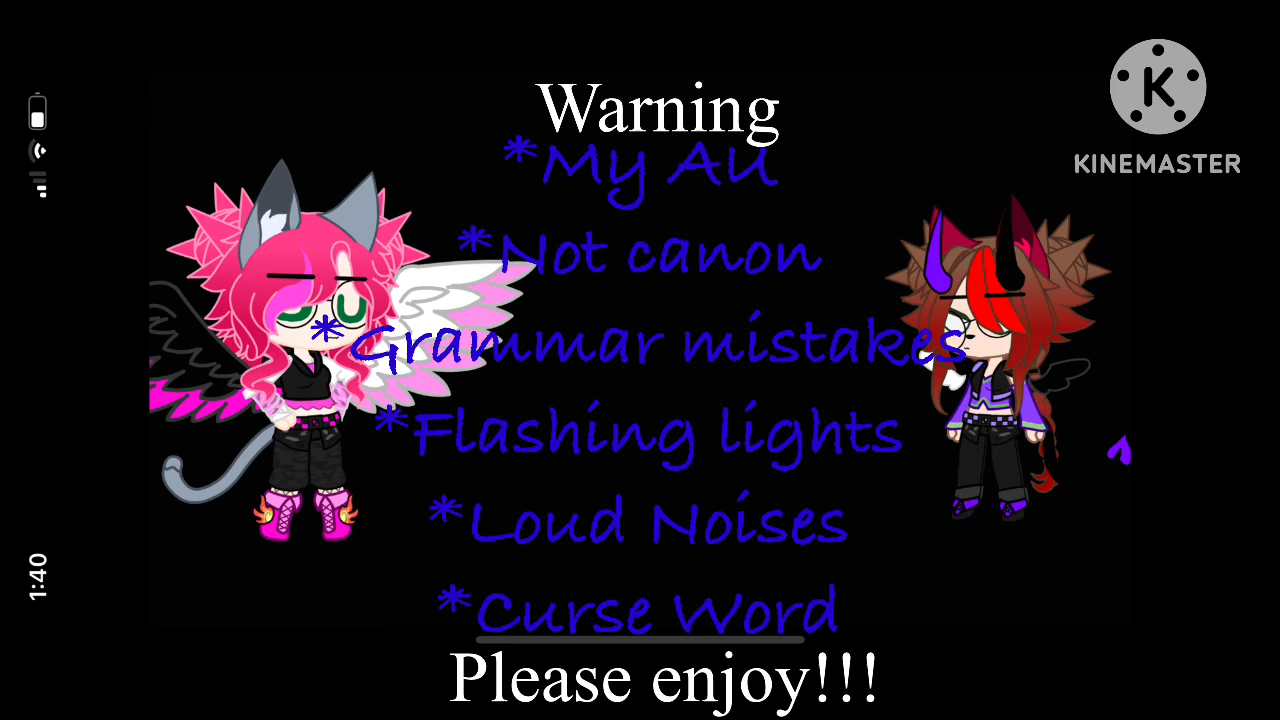 Warning
*My AU
*Not canon
*Grammar mistakes
*Flashing lights
*Loud Noises
*Curse Word
Please enjoy!!!
K
KINEMASTER
1:40